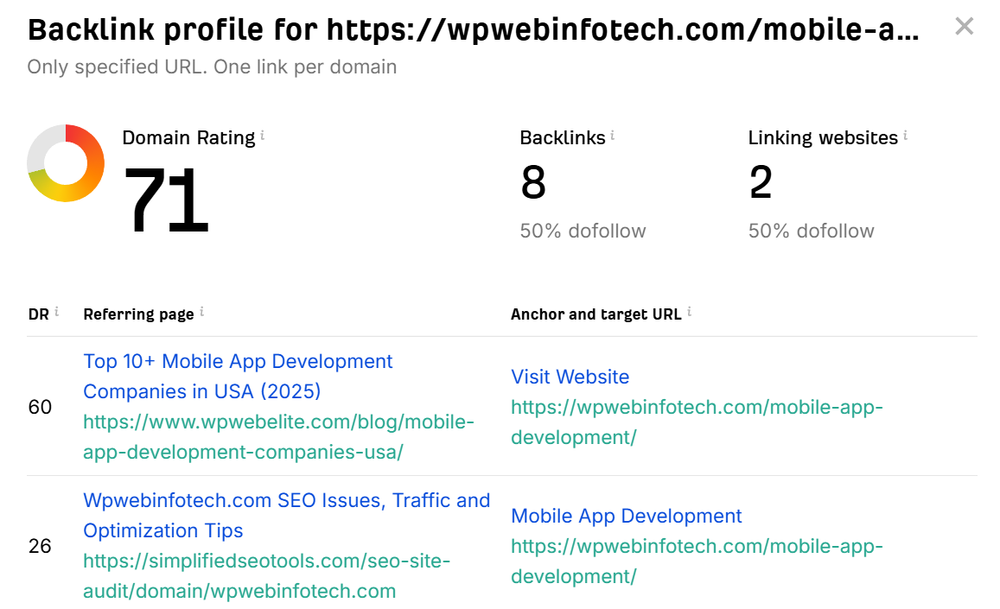 Backlink profile for https://wpwebinfotech.com/mobile-a...
Only specified URL. One link per domain
Domain Rating i
71
Backlinks i
8
50% dofollow
Linking websites i
2
50% dofollow
DR i Referring page i Anchor and target URL i
60
Top 10+ Mobile App Development
Companies in USA (2025)
https://www.wpwebelite.com/blog/mobile-
app-development-companies-usa/
Visit Website
https://wpwebinfotech.com/mobile-app-
development/
26
Wpwebinfotech.com SEO Issues, Traffic and
Optimization Tips
https://simplifiedseotools.com/seo-site-
audit/domain/wpwebinfotech.com
Mobile App Development
https://wpwebinfotech.com/mobile-app-
development/